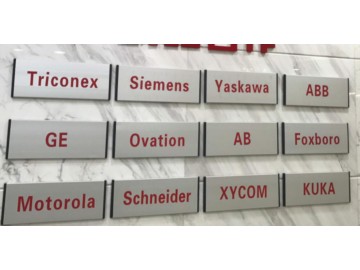 Triconex Siemens Yaskawa ABB
GE Ovation AB Foxboro
Motorola Schneider XYCOM KUKA